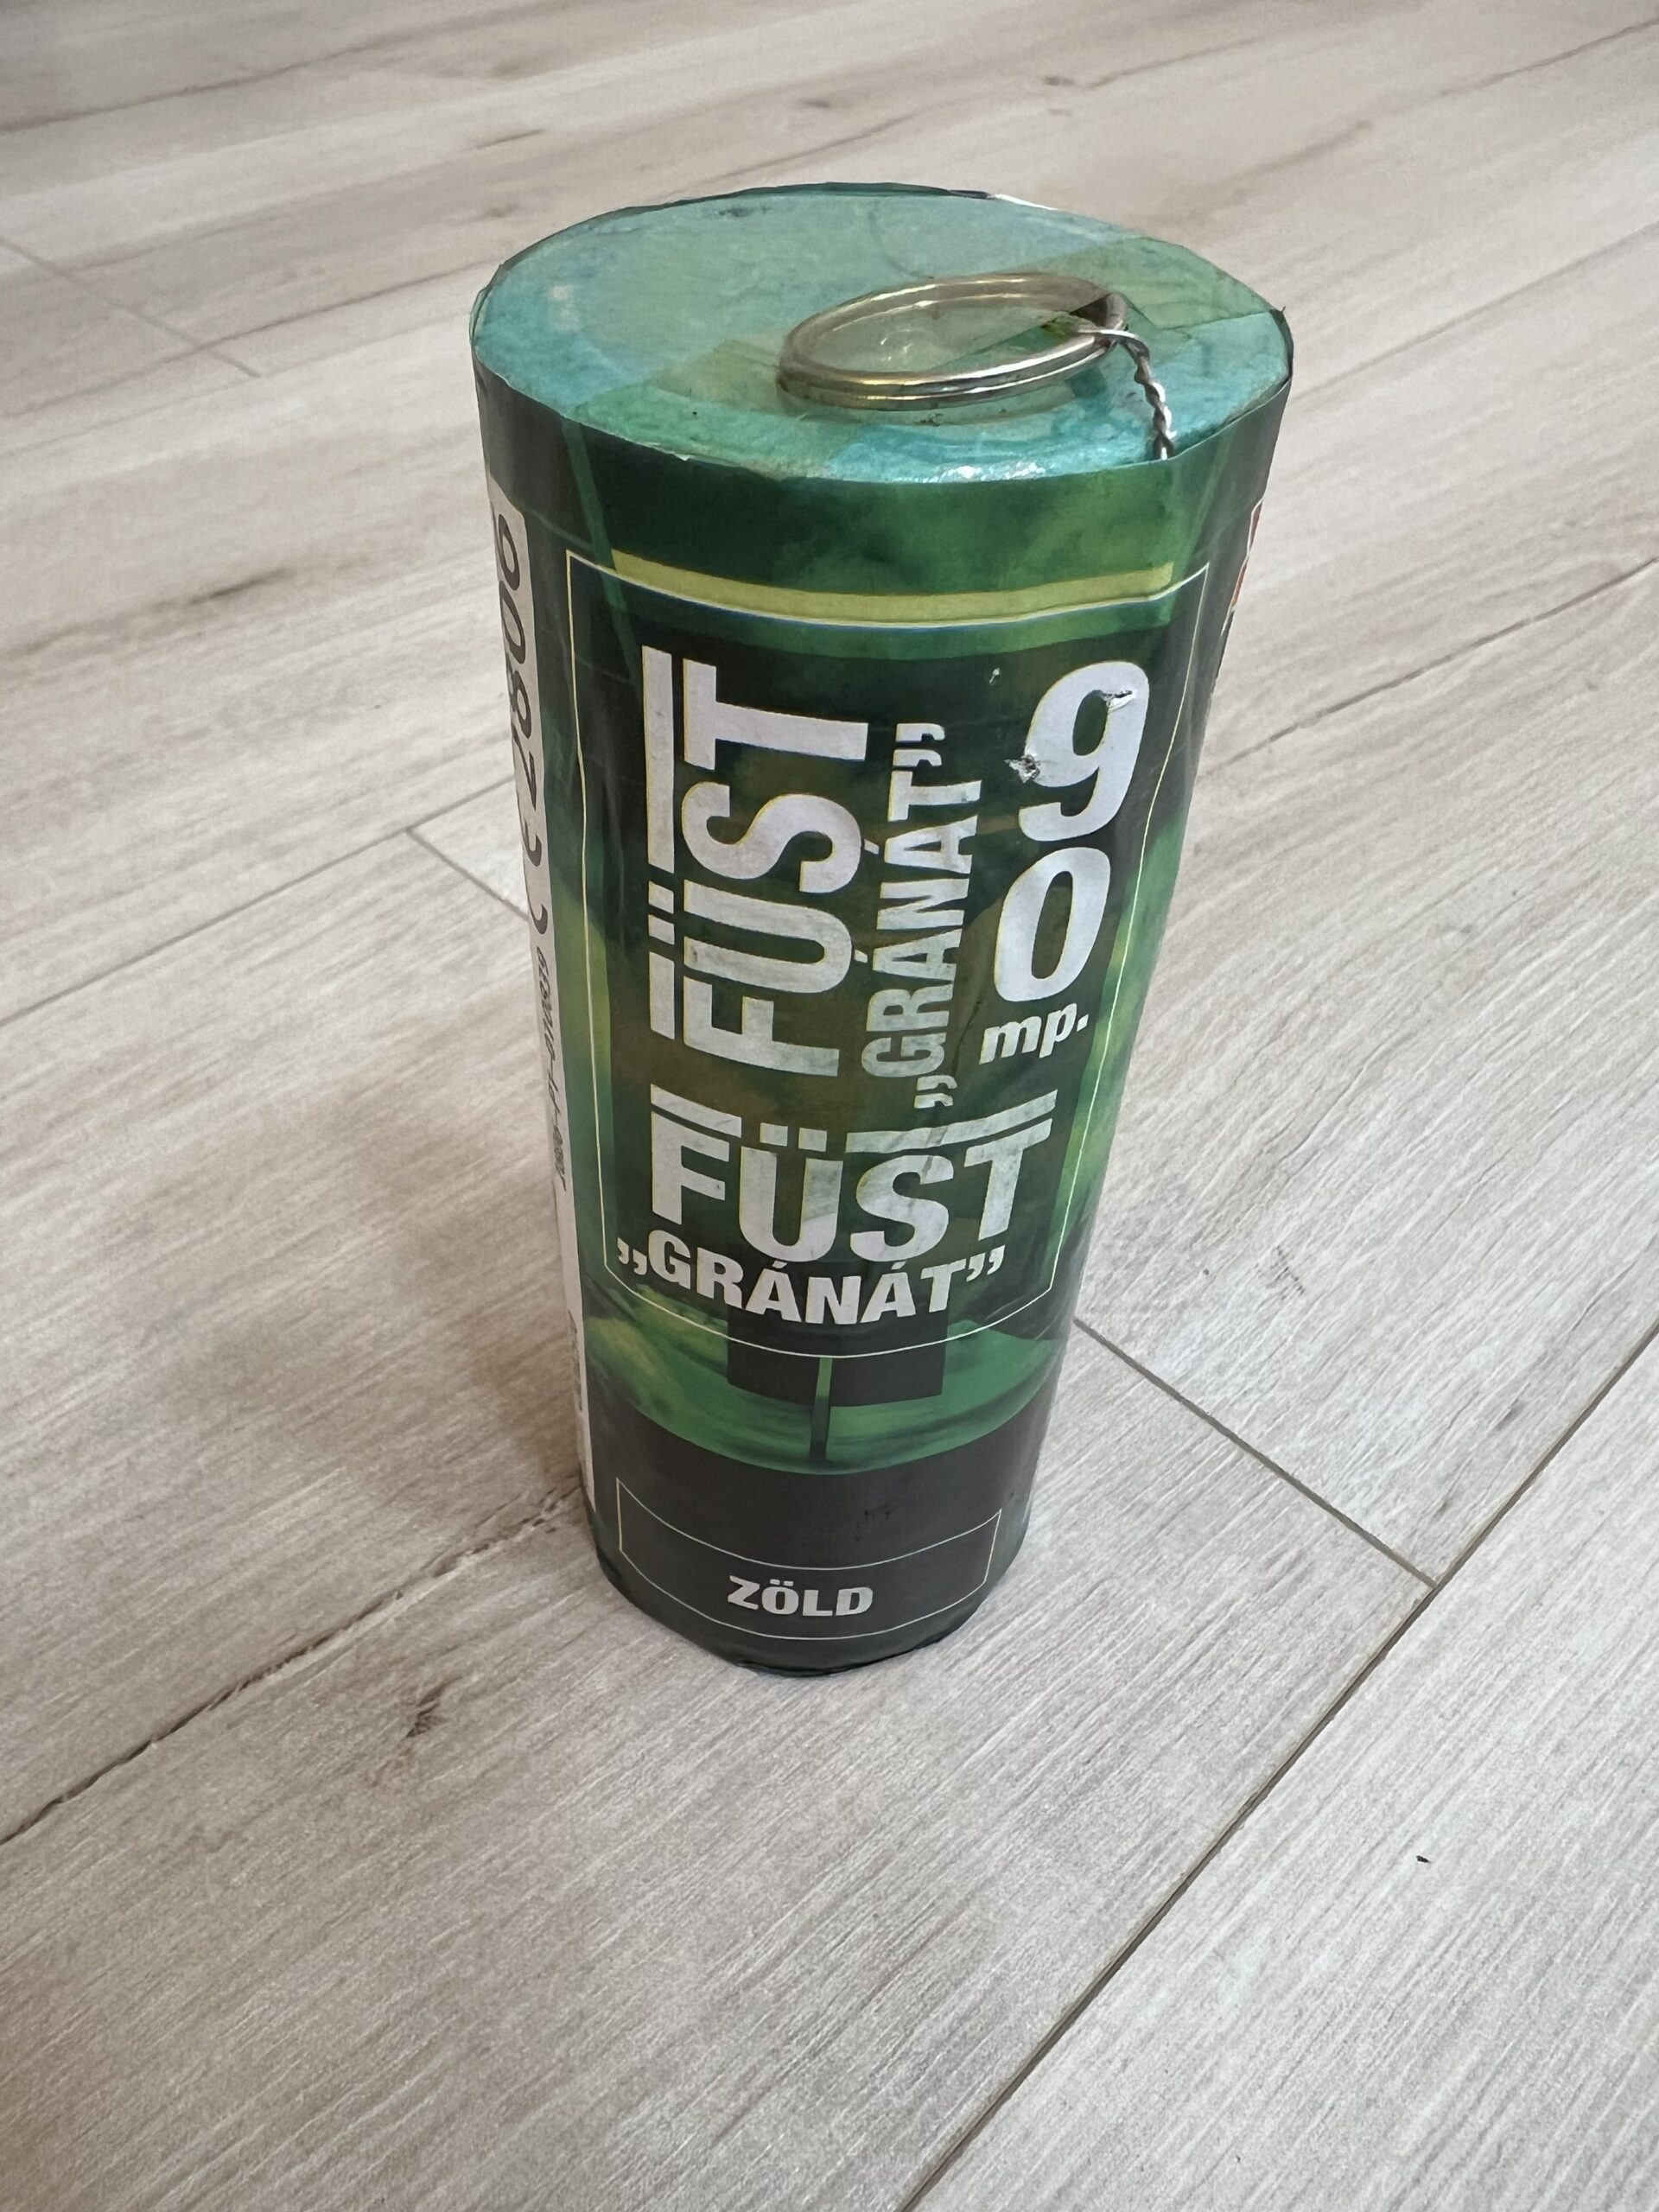 FÜST
„GRÁNÁT”
90
mp.
FÜST
„GRÁNÁT”
ZÖLD